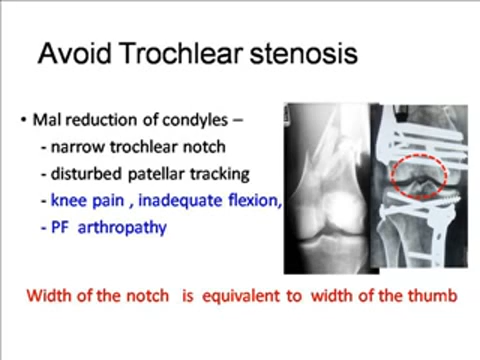 Avoid Trochlear stenosis
• Mal reduction of condyles –
- narrow trochlear notch
- disturbed patellar tracking
- knee pain , inadequate flexion,
- PF arthropathy
Width of the notch is equivalent to width of the thumb